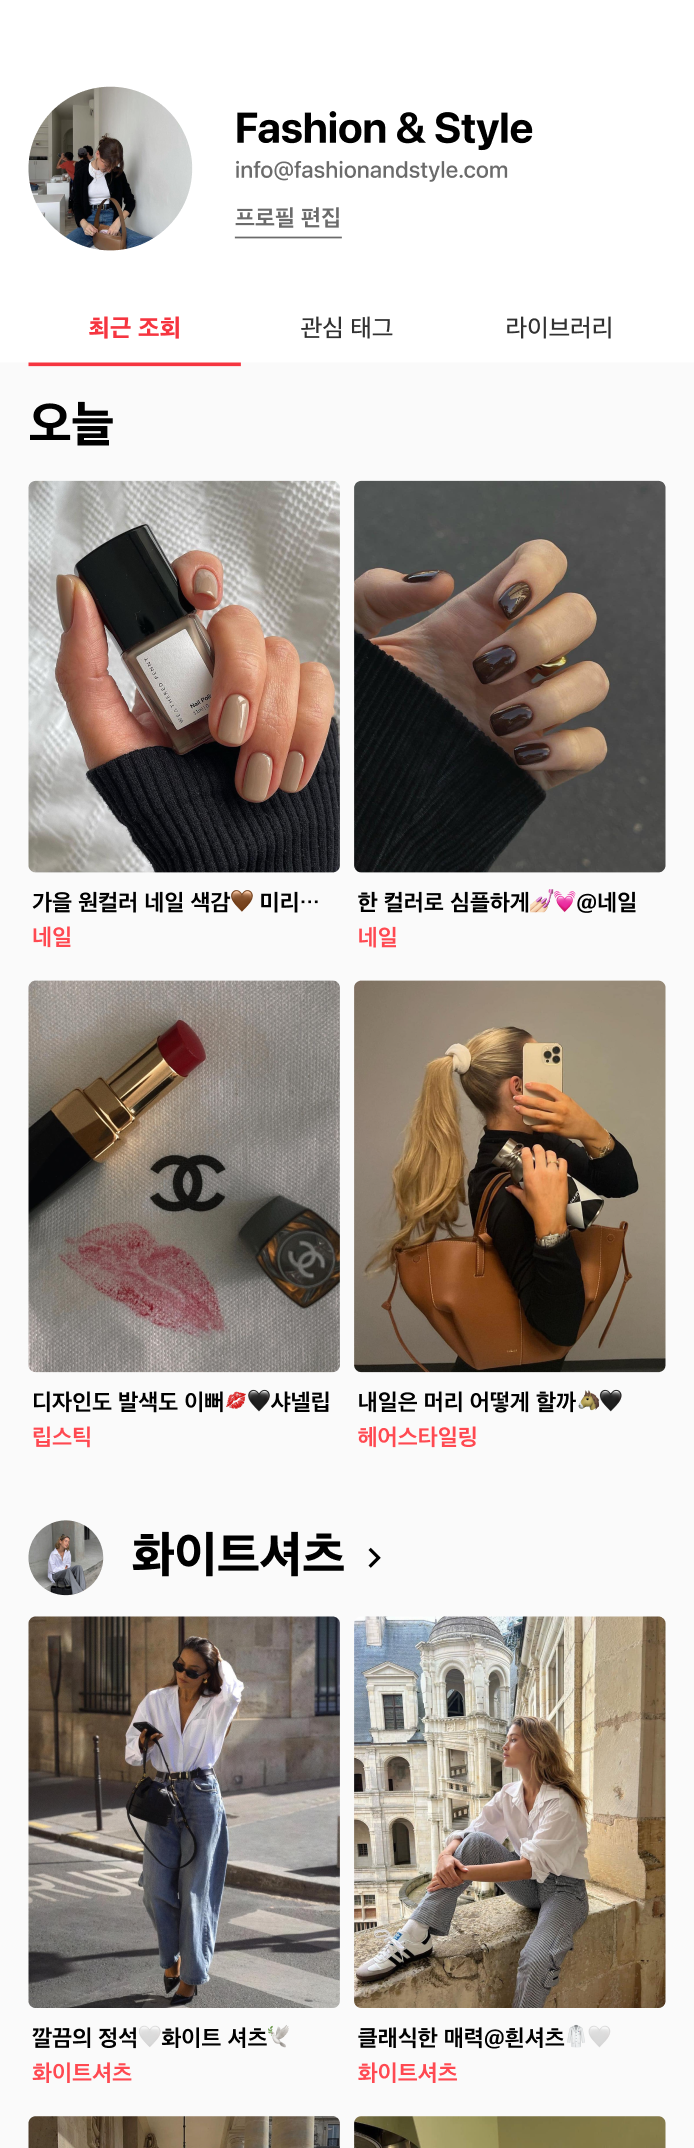 Fashion & Style
info@fashionandstyle.com
프로필 편집
최근 조회
관심 태그
라이브러리
오늘
WEATHERED PENNY
가을 원컬러 네일 색감🤎 미리···
네일
한 컬러로 심플하게💅🏻💓@네일
네일
디자인도 발색도 이뻐💋🖤샤넬립
립스틱
내일은 머리 어떻게 할까🐴🖤
헤어스타일링
화이트셔츠 >
깔끔의 정석🤍화이트 셔츠🕊️
화이트셔츠
클래식한 매력@흰셔츠🥼🤍
화이트셔츠